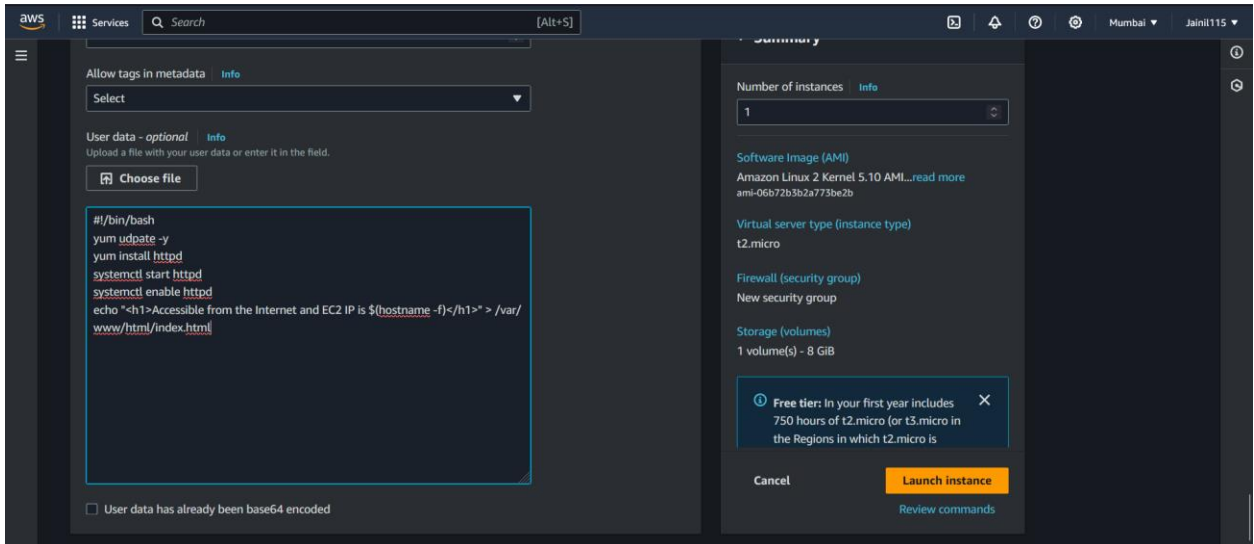 aws
Services
Search
[Alt+S]
Mumbai
Jainil115
Allow tags in metadata
Info
Select
User data - optional
Info
Upload a file with your user data or enter it in the field.
Choose file
#!/bin/bash
yum udpate -y
yum install httpd
systemctl start httpd
systemctl enable httpd
echo "<h1>Accessible from the Internet and EC2 IP is $(hostname -f)</h1>" > /var/
www/html/index.html
User data has already been base64 encoded
Summary
Number of instances
Info
1
Software Image (AMI)
Amazon Linux 2 Kernel 5.10 AMI...read more
ami-06b72b3b2a773be2b
Virtual server type (instance type)
t2.micro
Firewall (security group)
New security group
Storage (volumes)
1 volume(s) - 8 GiB
Free tier: In your first year includes
750 hours of t2.micro (or t3.micro in
the Regions in which t2.micro is
Cancel
Launch instance
Review commands